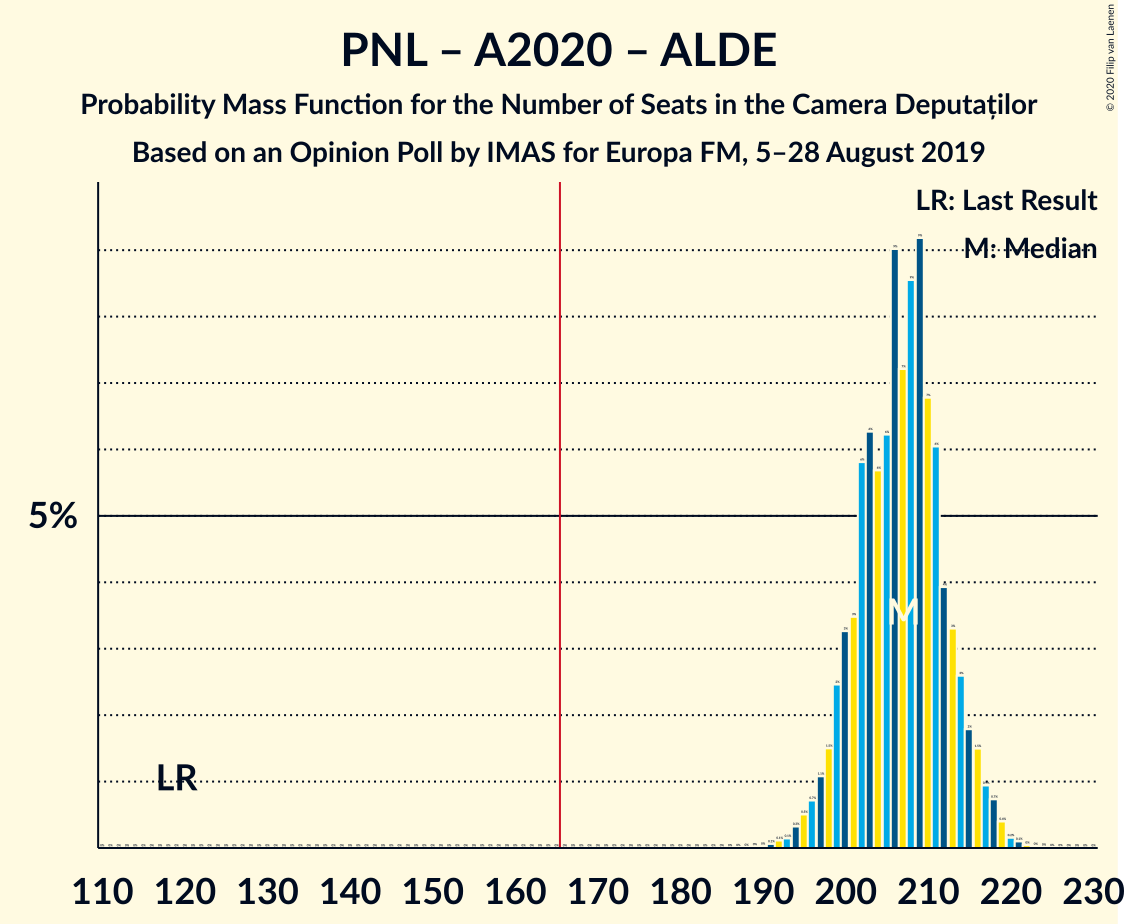 PNL – A2020 – ALDE
Probability Mass Function for the Number of Seats in the Camera Deputaților
Based on an Opinion Poll by IMAS for Europa FM, 5–28 August 2019
© 2020 Filip van Laenen
LR: Last Result
M: Median
5%
M
LR
110 120 130 140 150 160 170 180 190 200 210 220 230